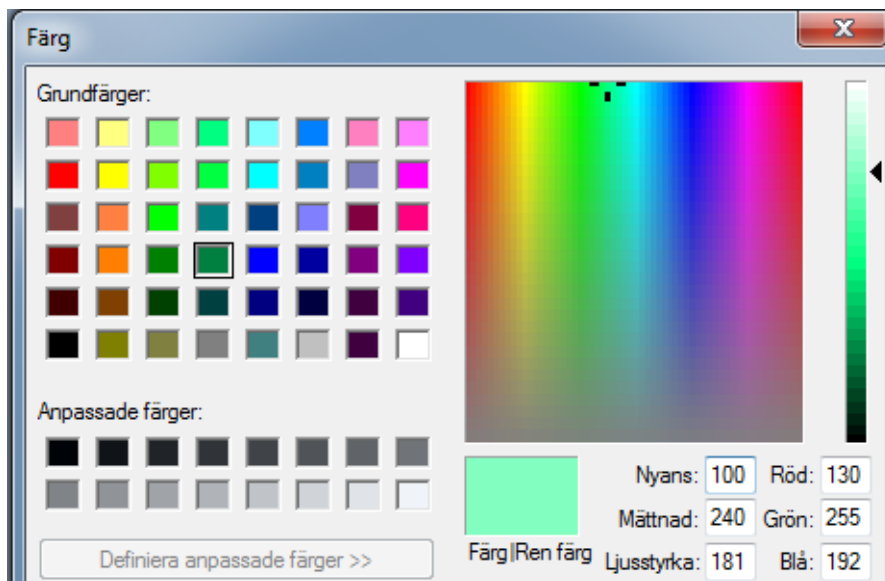 Färg
Grundfärger:
Anpassade färger:
Definiera anpassade färger >>
Färg|Ren färg
Nyans: 100 Röd: 130
Mättnad: 240 Grön: 255
Ljusstyrka: 181 Blå: 192